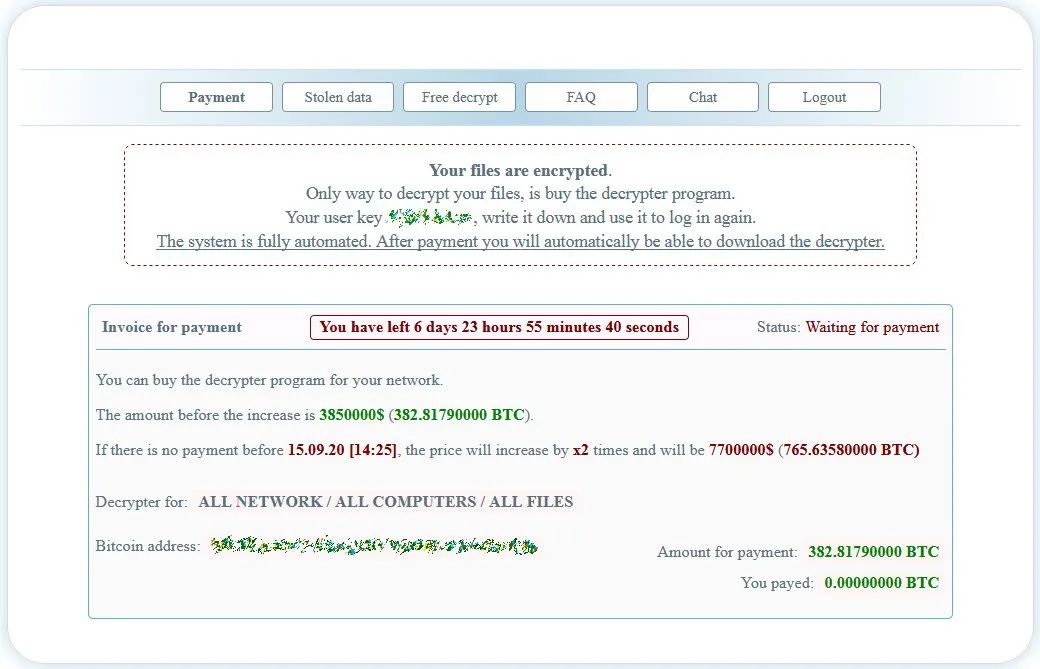 Payment Stolen data Free decrypt FAQ Chat Logout
Your files are encrypted.
Only way to decrypt your files, is buy the decrypter program.
Your user key , write it down and use it to log in again.
The system is fully automated. After payment you will automatically be able to download the decrypter.
Invoice for payment You have left 6 days 23 hours 55 minutes 40 seconds Status: Waiting for payment
You can buy the decrypter program for your network.
The amount before the increase is 3850000$ (382.81790000 BTC).
If there is no payment before 15.09.20 [14:25], the price will increase by x2 times and will be 7700000$ (765.63580000 BTC)
Decrypter for: ALL NETWORK / ALL COMPUTERS / ALL FILES
Bitcoin address:
Amount for payment: 382.81790000 BTC
You payed: 0.00000000 BTC